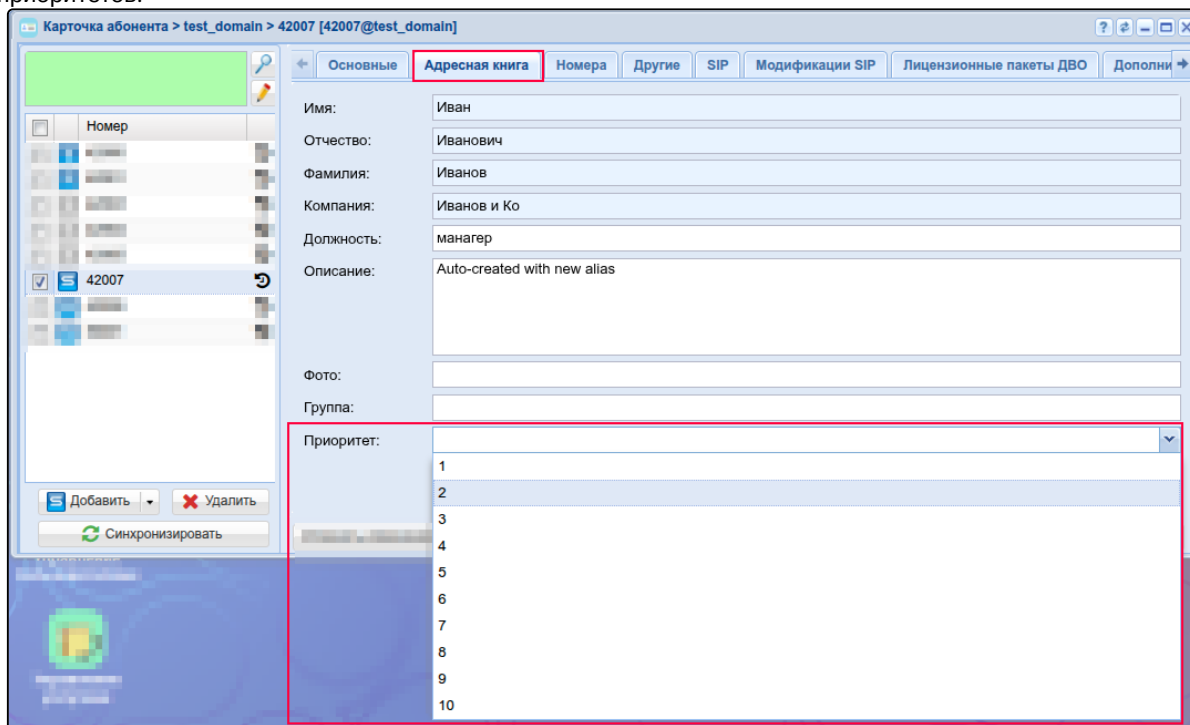 приоритетов.
Карточка абонента > test_domain > 42007 [42007@test_domain]
Основные Адресная книга Номера Другие SIP Модификации SIP Лицензионные пакеты ДВО Дополни
Номер
42007
Добавить Удалить
Синхронизировать
Имя: Иван
Отчество: Иванович
Фамилия: Иванов
Компания: Иванов и Ко
Должность: манагер
Описание: Auto-created with new alias
Фото:
Группа:
Приоритет:
1
2
3
4
5
6
7
8
9
10